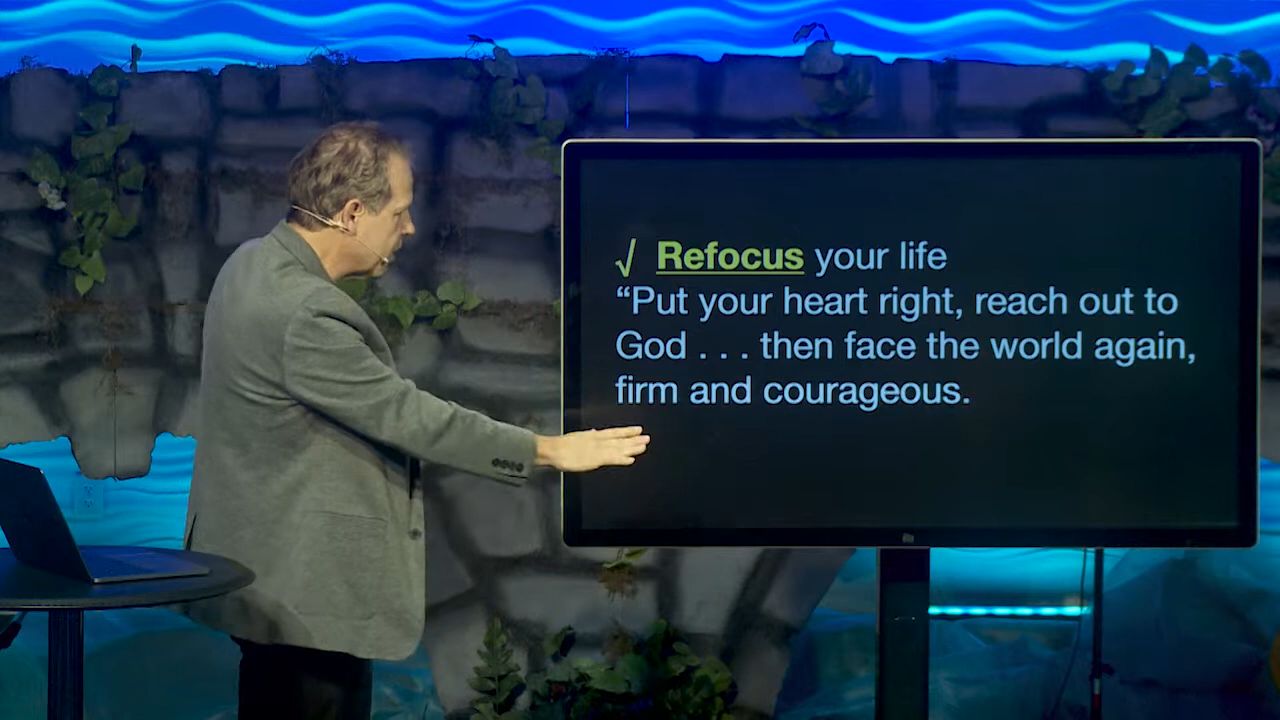 √ Refocus your life
“Put your heart right, reach out to
God . . . then face the world again,
firm and courageous.